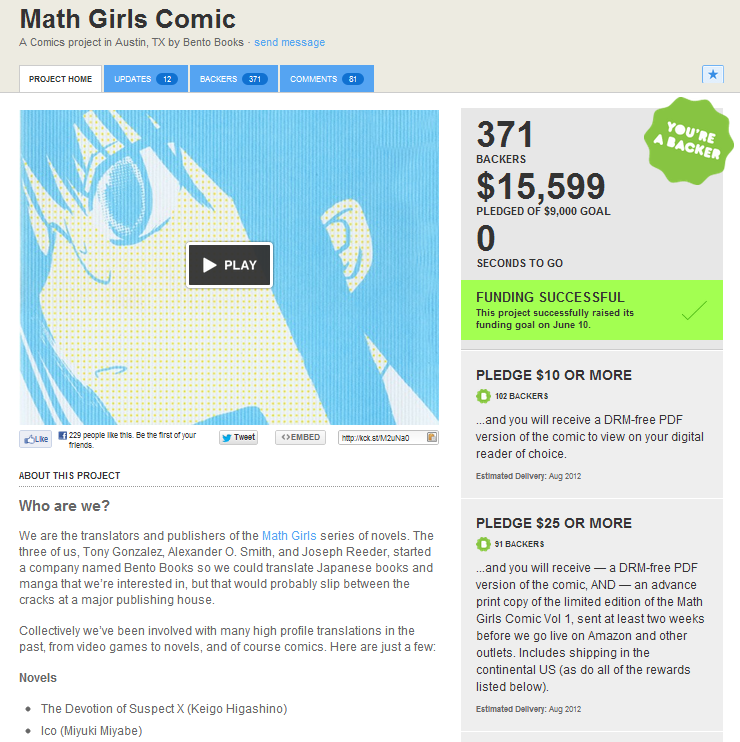 Math Girls Comic
A Comics project in Austin, TX by Bento Books · send message
PROJECT HOME
UPDATES 12
BACKERS 371
COMMENTS 81
PLAY
Like
229 people like this. Be the first of your
friends.
Tweet
<>EMBED
http://kck.st/M2uNa0
ABOUT THIS PROJECT
Who are we?
We are the translators and publishers of the Math Girls series of novels. The
three of us, Tony Gonzalez, Alexander O. Smith, and Joseph Reeder, started
a company named Bento Books so we could translate Japanese books and
manga that we're interested in, but that would probably slip between the
cracks at a major publishing house.
Collectively we've been involved with many high profile translations in the
past, from video games to novels, and of course comics. Here are just a few:
Novels
• The Devotion of Suspect X (Keigo Higashino)
• Ico (Miyuki Miyabe)
YOU'RE
A BACKER
371
BACKERS
$15,599
PLEDGED OF $9,000 GOAL
0
SECONDS TO GO
FUNDING SUCCESSFUL
This project successfully raised its
funding goal on June 10.
PLEDGE $10 OR MORE
102 BACKERS
...and you will receive a DRM-free PDF
version of the comic to view on your digital
reader of choice.
Estimated Delivery: Aug 2012
PLEDGE $25 OR MORE
91 BACKERS
...and you will receive — a DRM-free PDF
version of the comic, AND — an advance
print copy of the limited edition of the Math
Girls Comic Vol 1, sent at least two weeks
before we go live on Amazon and other
outlets. Includes shipping in the
continental US (as do all of the rewards
listed below).
Estimated Delivery: Aug 2012